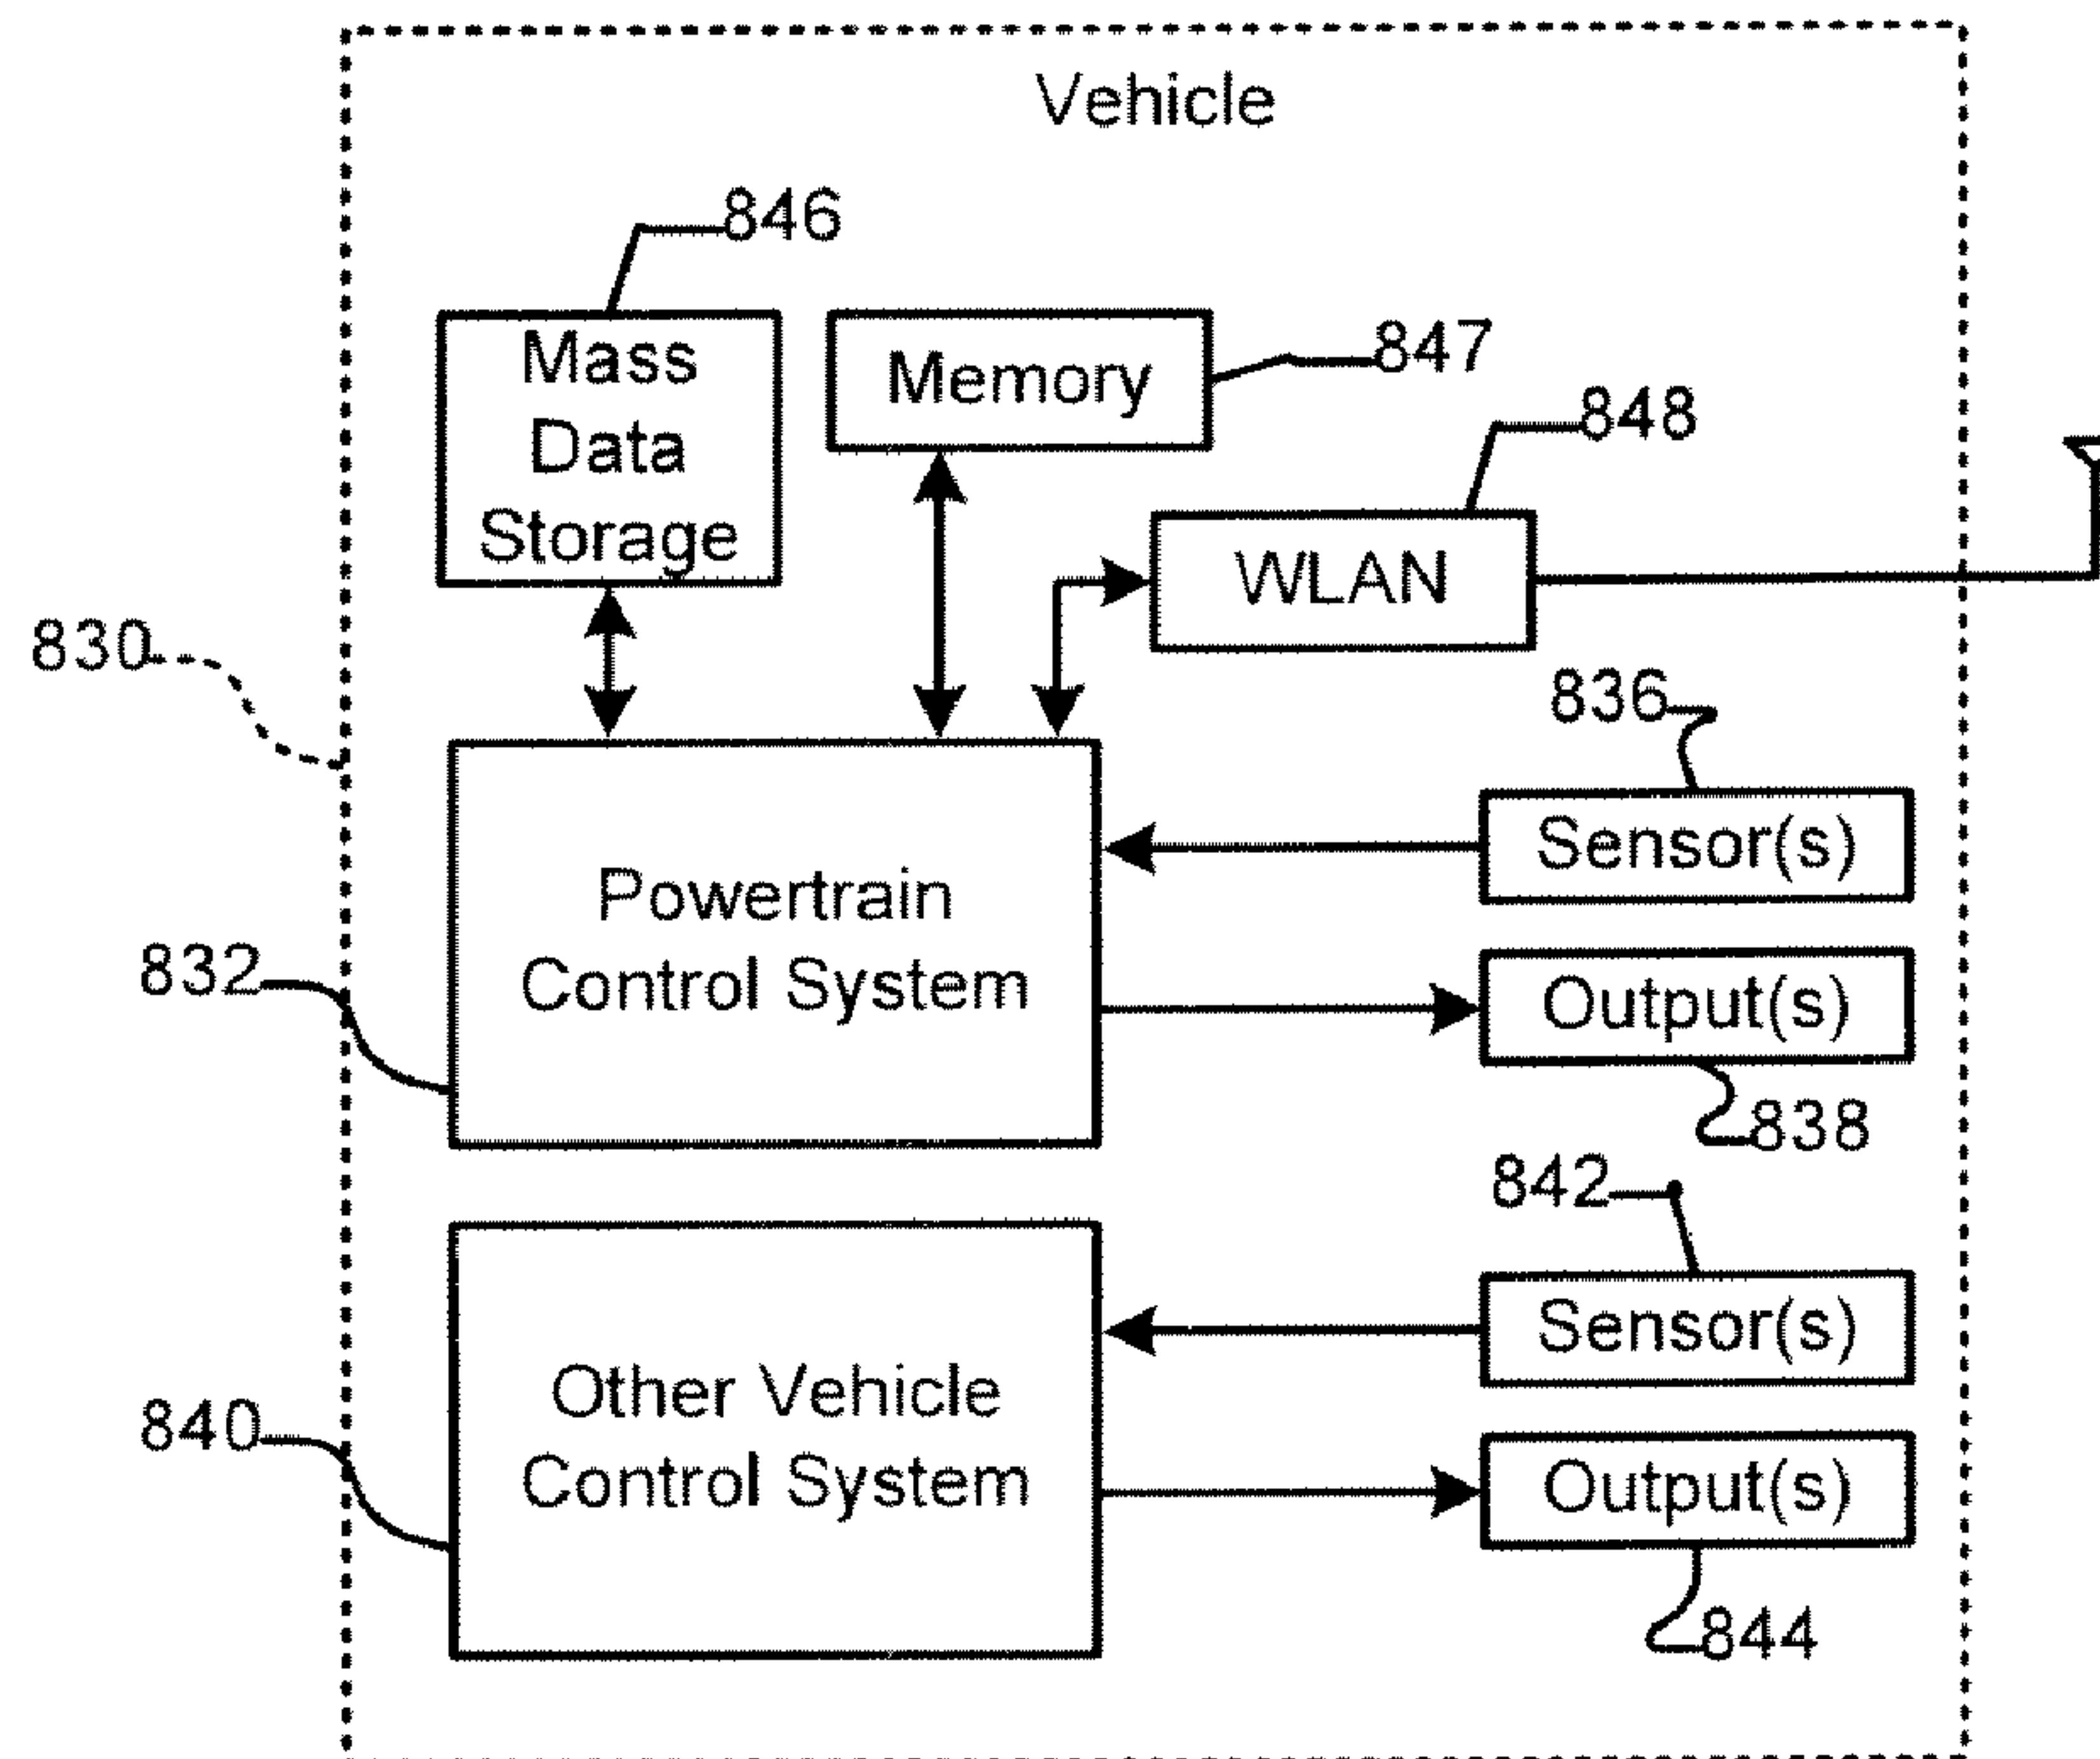 Vehicle
846
Mass
Data
Storage
Memory
847
848
WLAN
830
836
Sensor(s)
Powertrain
Control System
832
Output(s)
838
842
Sensor(s)
Other Vehicle
Control System
840
Output(s)
844